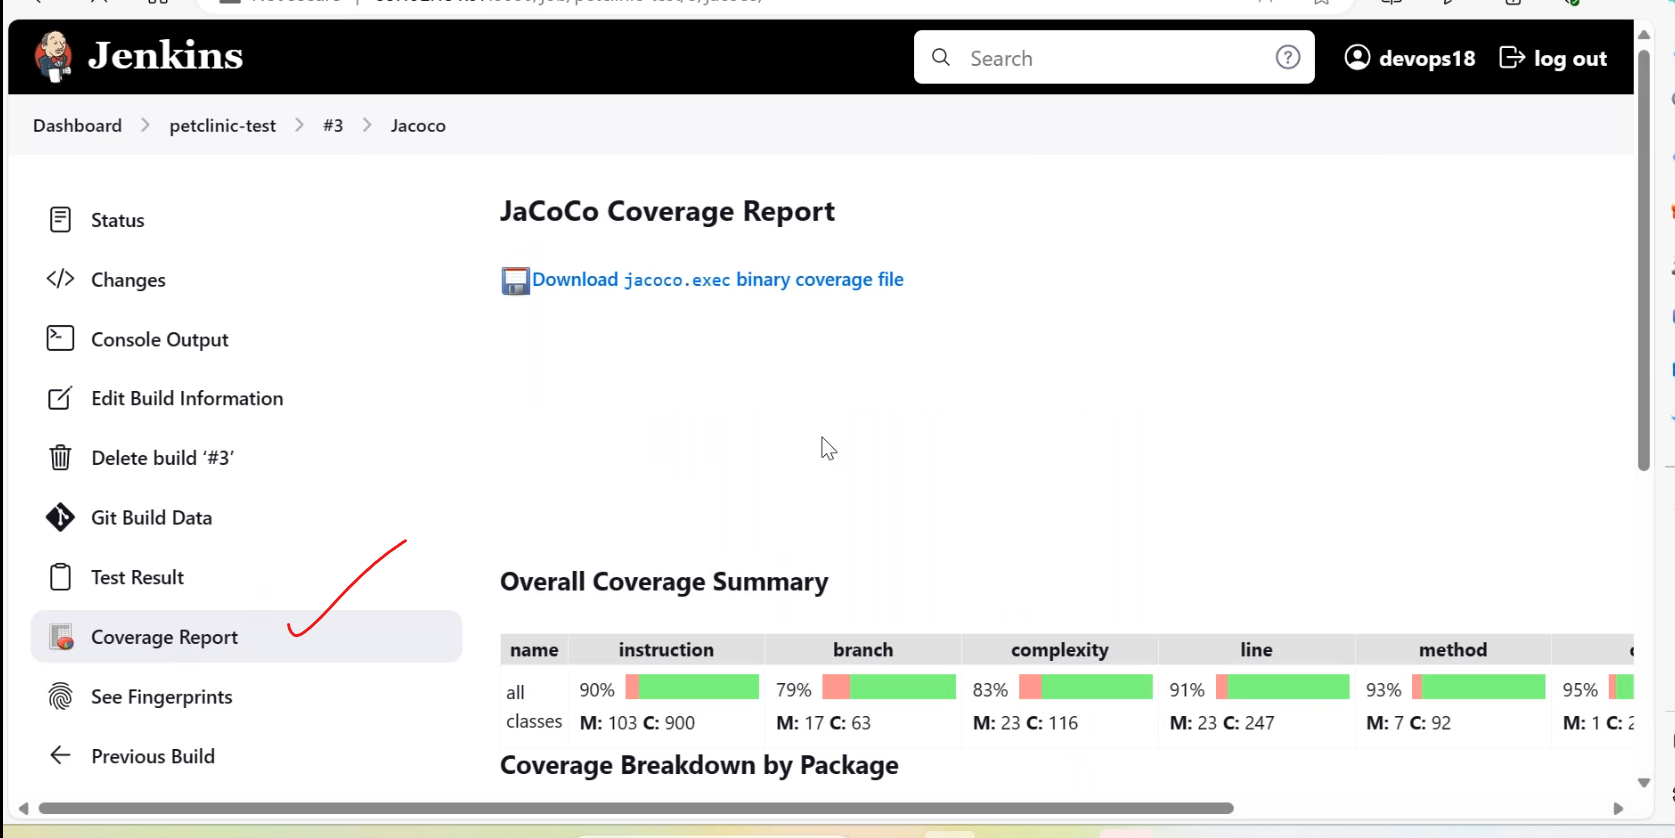 Jenkins
Search
devops18
log out
Dashboard
petclinic-test
#3
Jacoco
Status
Changes
Console Output
Edit Build Information
Delete build ‘#3’
Git Build Data
Test Result
Coverage Report
See Fingerprints
Previous Build
JaCoCo Coverage Report
Download jacoco.exec binary coverage file
Overall Coverage Summary
name instruction branch complexity line method
all classes
90% M: 103 C: 900
79% M: 17 C: 63
83% M: 23 C: 116
91% M: 23 C: 247
93% M: 7 C: 92
95% M: 1 C:
Coverage Breakdown by Package